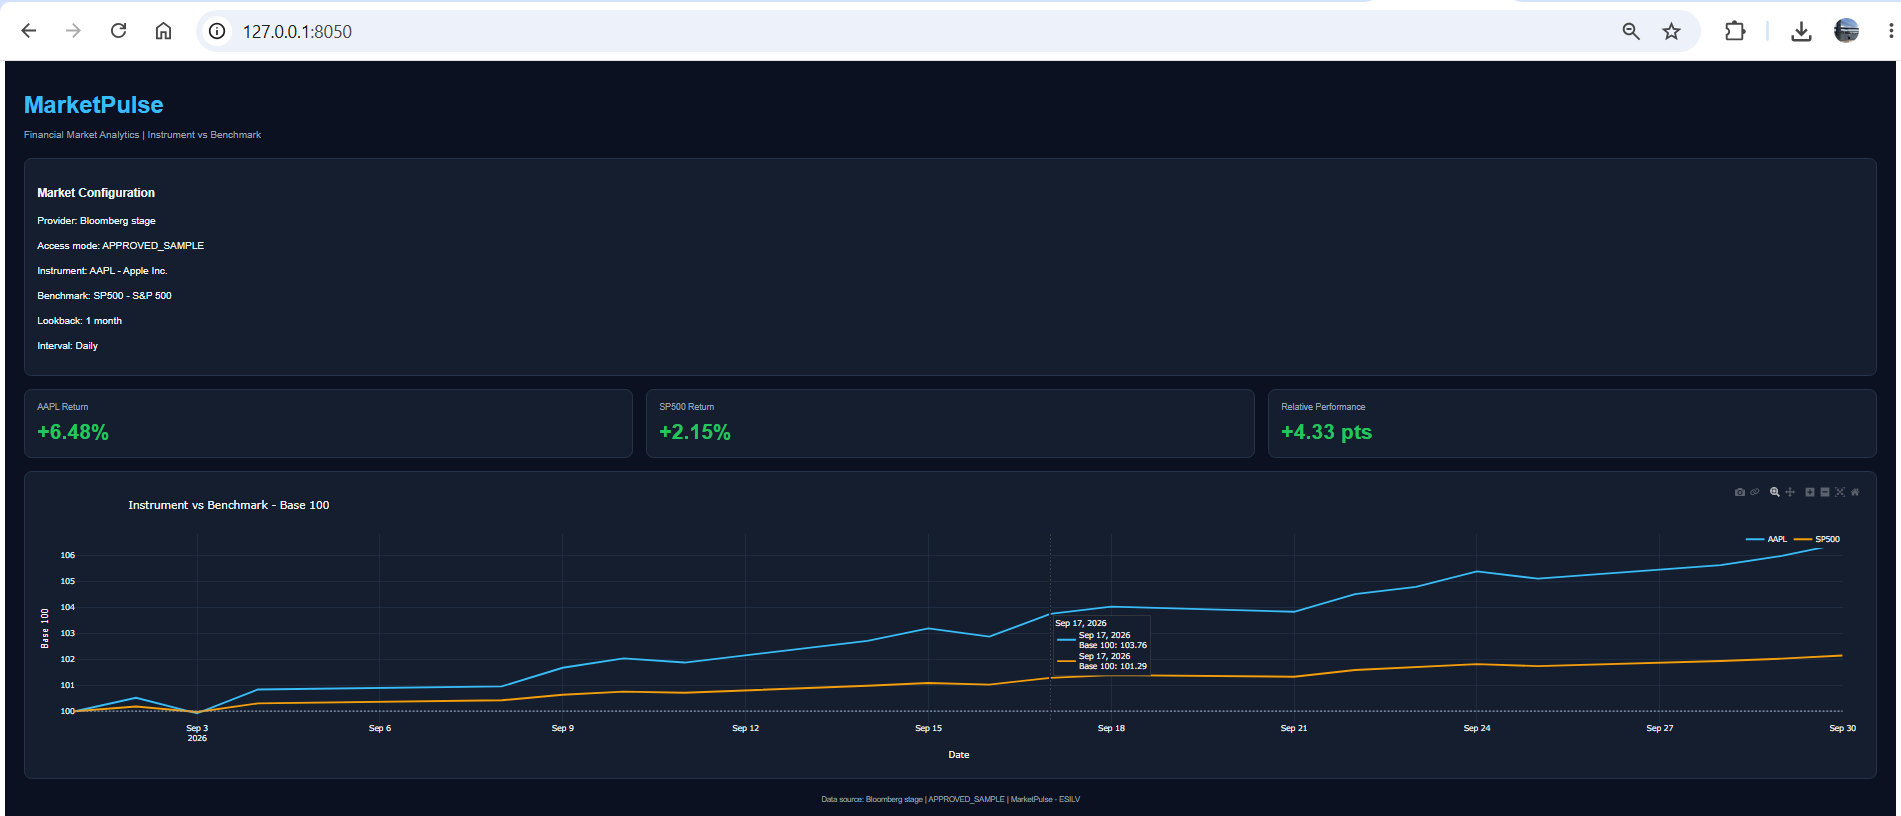 127.0.0.1:8050
MarketPulse
Financial Market Analytics | Instrument vs Benchmark
Market Configuration
Provider: Bloomberg stage
Access mode: APPROVED_SAMPLE
Instrument: AAPL - Apple Inc.
Benchmark: SP500 - S&P 500
Lookback: 1 month
Interval: Daily
AAPL Return
+6.48%
SP500 Return
+2.15%
Relative Performance
+4.33 pts
Instrument vs Benchmark - Base 100
AAPL SP500
106
105
104
103
102
101
100
Base 100
Sep 17, 2026
Sep 17, 2026
Base 100: 103.76
Sep 17, 2026
Base 100: 101.29
Sep 3 Sep 6 Sep 9 Sep 12 Sep 15 Sep 18 Sep 21 Sep 24 Sep 27 Sep 30
2026
Date
Data source: Bloomberg stage | APPROVED_SAMPLE | MarketPulse - ESILV